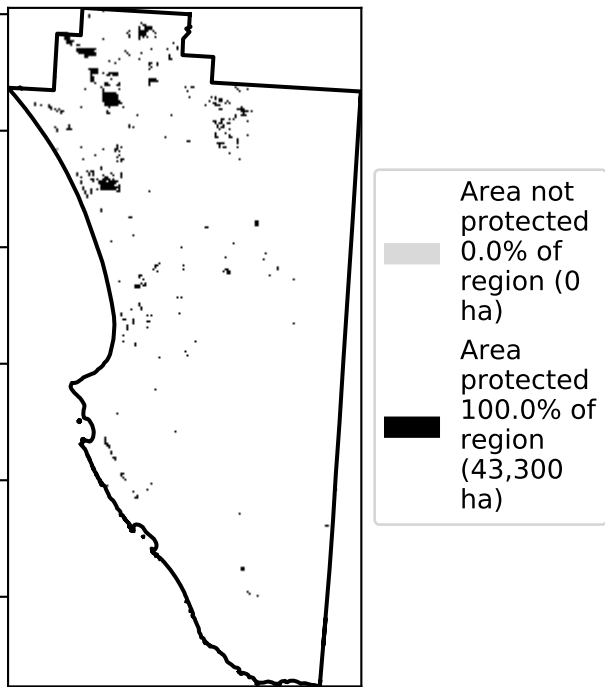 Area not
protected
0.0% of
region (0
ha)
Area
protected
100.0% of
region
(43,300
ha)